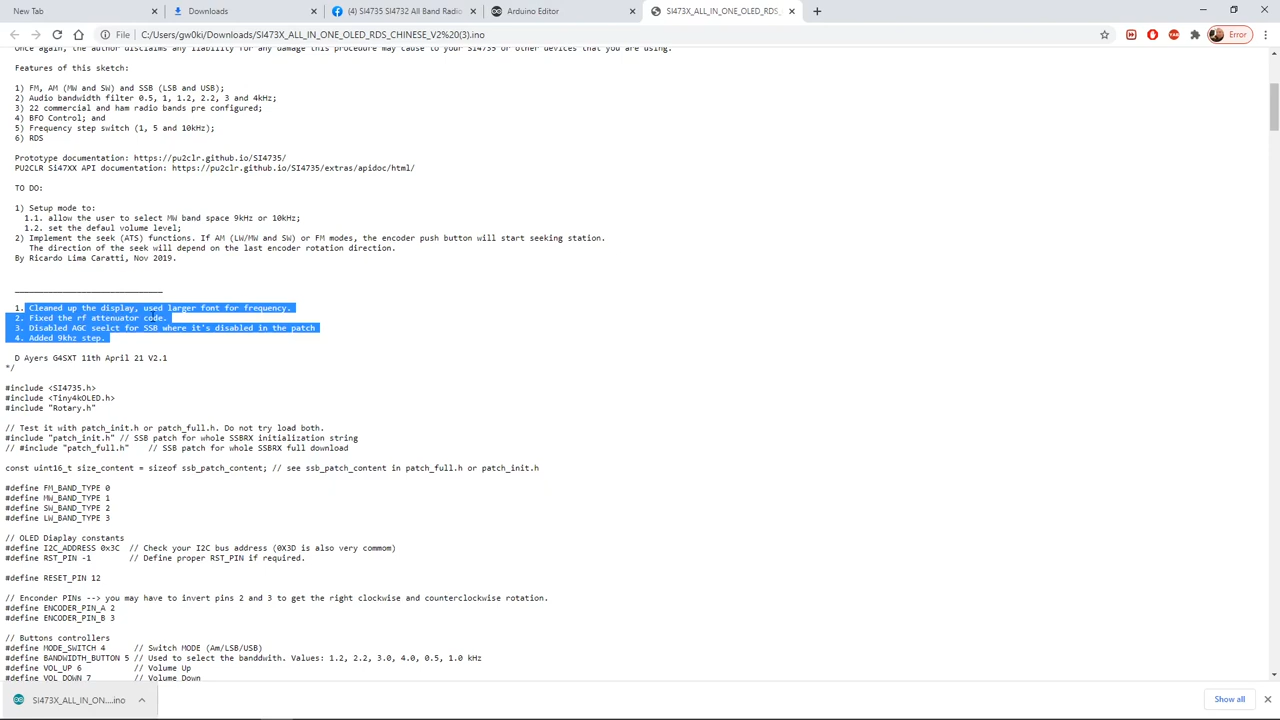 New Tab
Downloads
(4) SI4735 SI4732 All Band Radio
Arduino Editor
SI473X_ALL_IN_ONE_OLED_RDS_
File
C:/Users/gw0ki/Downloads/SI473X_ALL_IN_ONE_OLED_RDS_CHINESE_V2%20(3).ino
Error
Once again, the author disclaims any liability for any damage this procedure may cause to your SI4735 or other devices that you are using.
Features of this sketch:
1) FM, AM (MW and SW) and SSB (LSB and USB);
2) Audio bandwidth filter 0.5, 1, 1.2, 2.2, 3 and 4kHz;
3) 22 commercial and ham radio bands pre configured;
4) BFO Control; and
5) Frequency step switch (1, 5 and 10kHz);
6) RDS
Prototype documentation: https://pu2clr.github.io/SI4735/
PU2CLR Si47XX API documentation: https://pu2clr.github.io/SI4735/extras/apidoc/html/
TO DO:
1) Setup mode to:
1.1. allow the user to select MW band space 9kHz or 10kHz;
1.2. set the defaul volume level;
2) Implement the seek (ATS) functions. If AM (LW/MW and SW) or FM modes, the encoder push button will start seeking station.
The direction of the seek will depend on the last encoder rotation direction.
By Ricardo Lima Caratti, Nov 2019.
______________________________
1. Cleaned up the display, used larger font for frequency.
2. Fixed the rf attenuator code.
3. Disabled AGC seelct for SSB where it's disabled in the patch
4. Added 9khz step.
D Ayers G4SXT 11th April 21 V2.1
*/
#include <SI4735.h>
#include <Tiny4kOLED.h>
#include "Rotary.h"
// Test it with patch_init.h or patch_full.h. Do not try load both.
#include "patch_init.h" // SSB patch for whole SSBRX initialization string
// #include "patch_full.h"    // SSB patch for whole SSBRX full download
const uint16_t size_content = sizeof ssb_patch_content; // see ssb_patch_content in patch_full.h or patch_init.h
#define FM_BAND_TYPE 0
#define MW_BAND_TYPE 1
#define SW_BAND_TYPE 2
#define LW_BAND_TYPE 3
// OLED Diaplay constants
#define I2C_ADDRESS 0x3C  // Check your I2C bus address (0X3D is also very commom)
#define RST_PIN -1        // Define proper RST_PIN if required.
#define RESET_PIN 12
// Enconder PINs --> you may have to invert pins 2 and 3 to get the right clockwise and counterclockwise rotation.
#define ENCODER_PIN_A 2
#define ENCODER_PIN_B 3
// Buttons controllers
#define MODE_SWITCH 4      // Switch MODE (Am/LSB/USB)
#define BANDWIDTH_BUTTON 5 // Used to select the banddwith. Values: 1.2, 2.2, 3.0, 4.0, 0.5, 1.0 kHz
#define VOL_UP 6           // Volume Up
#define VOL_DOWN 7         // Volume Down
SI473X_ALL_IN_ON....ino
Show all